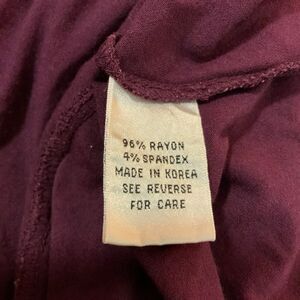 96% RAYON
4% SPANDEX
MADE IN KOREA
SEE REVERSE
FOR CARE